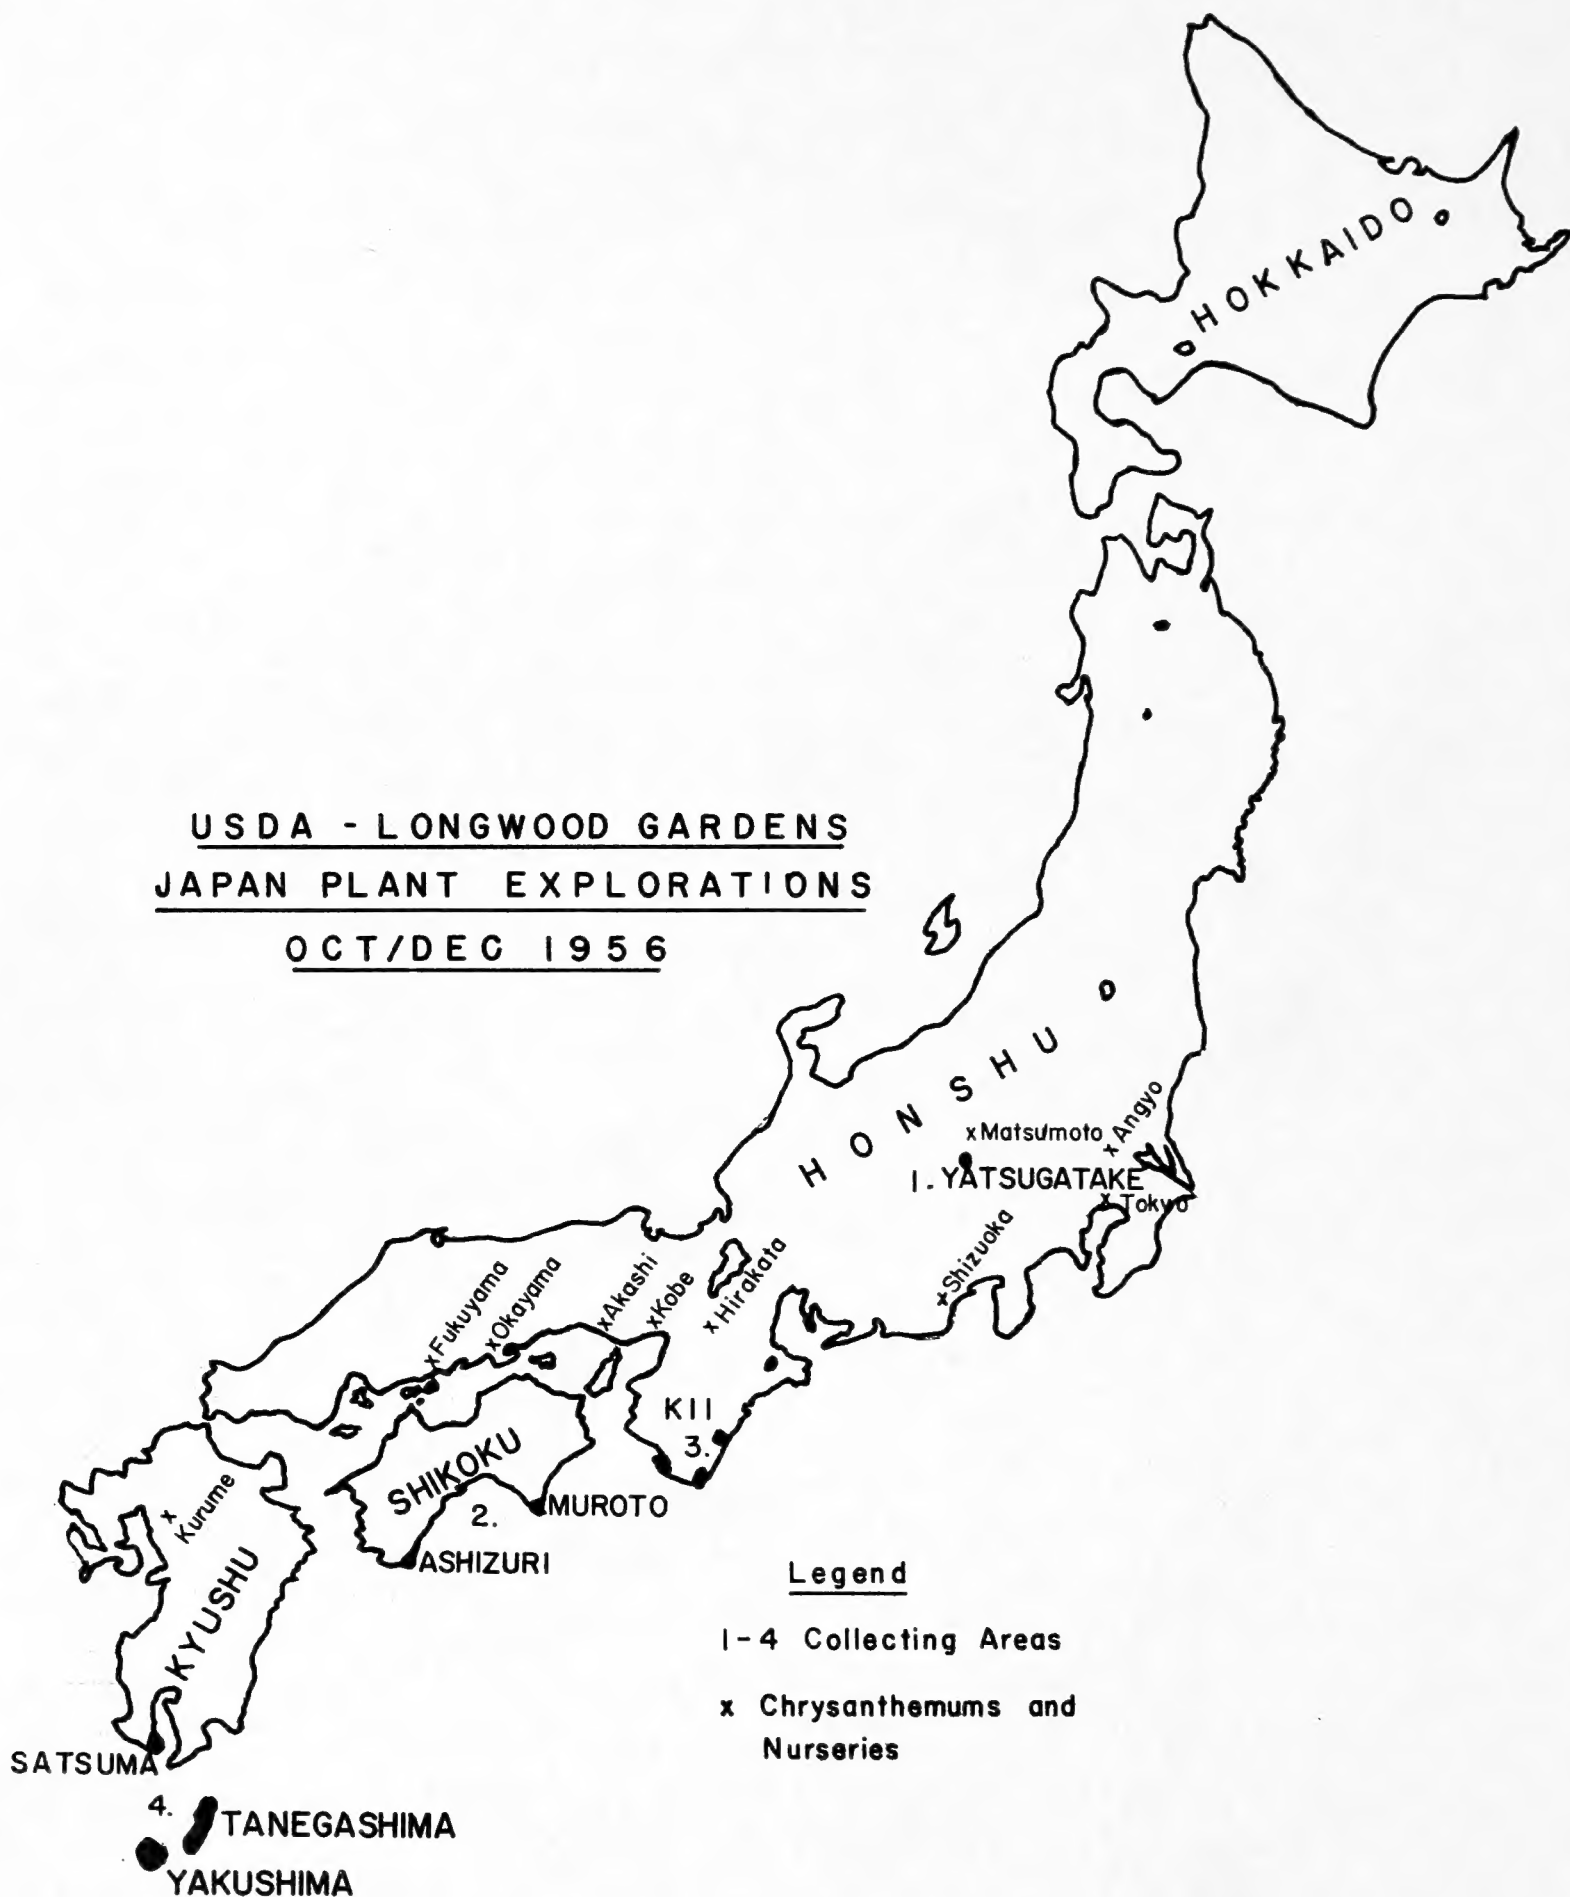 HOKKAIDO
USDA - LONGWOOD GARDENS
JAPAN PLANT EXPLORATIONS
OCT/DEC 1956
HONSHU
x Angyo
x Matsumoto
1. YATSUGATAKE
x Tokyo
x Shizuoka
x Hirakata
x Kobe
x Akashi
x Okayama
x Fukuyama
KII
3.
SHIKOKU
2.
MUROTO
ASHIZURI
x Kurume
KYUSHU
SATSUMA
4.
TANEGASHIMA
YAKUSHIMA
Legend
1-4 Collecting Areas
x Chrysanthemums and
Nurseries